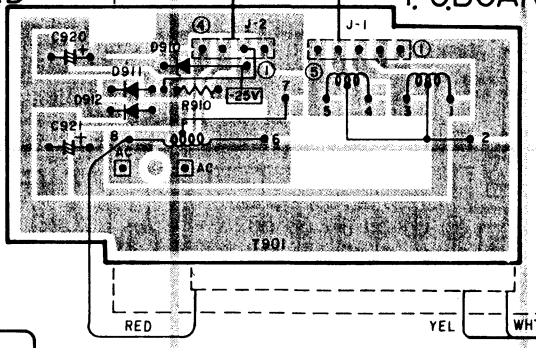 C920
+
D910
④
J-2
J-1
①
⑤
①
D911
-25V
7
5
4
3
1
D912
R910
C921
+
8
6
2
AC
AC
T901
RED
YEL